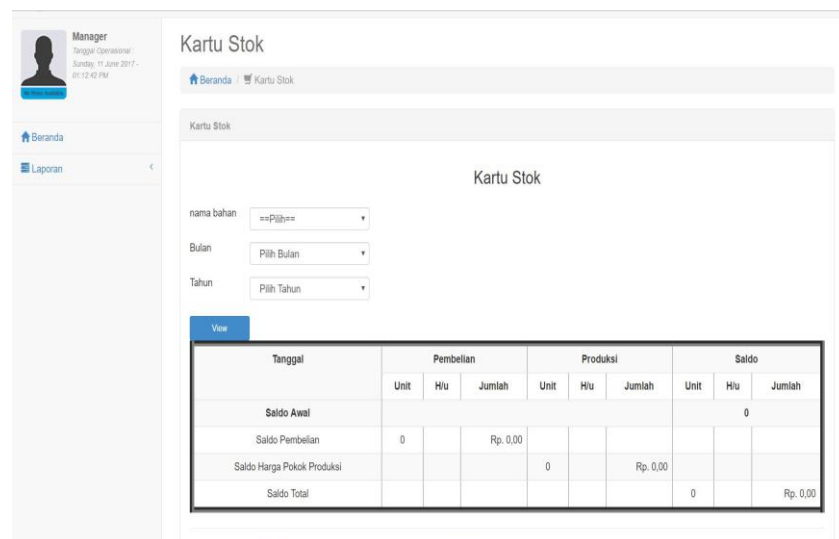 Manager
Tanggal Operasional :
Sunday, 11 June 2017 -
01:12:42 PM
Beranda
Laporan
Kartu Stok
Beranda / Kartu Stok
Kartu Stok
Kartu Stok
nama bahan ==Pilih==
Bulan Pilih Bulan
Tahun Pilih Tahun
View
Tanggal Pembelian Produksi Saldo
Unit H/u Jumlah Unit H/u Jumlah Unit H/u Jumlah
Saldo Awal 0
Saldo Pembelian 0 Rp. 0,00
Saldo Harga Pokok Produksi 0 Rp. 0,00
Saldo Total 0 Rp. 0,00